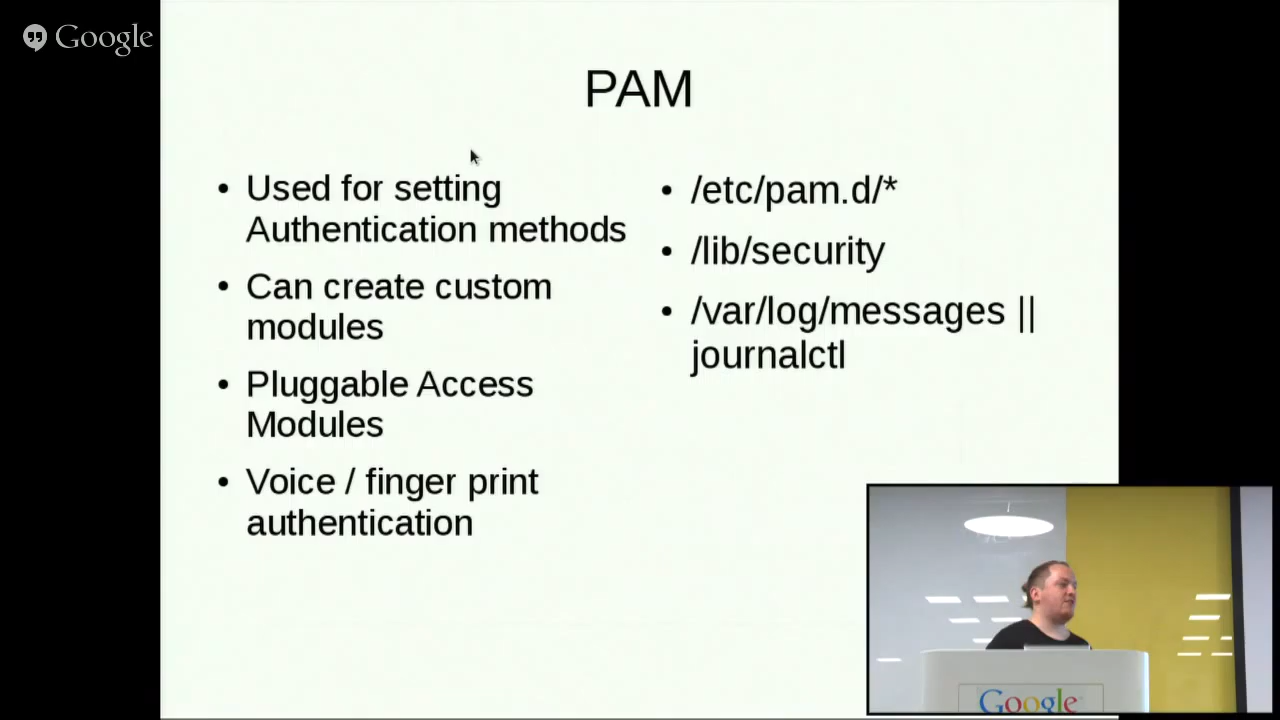 Google
PAM
• Used for setting
Authentication methods
• Can create custom
modules
• Pluggable Access
Modules
• Voice / finger print
authentication
• /etc/pam.d/*
• /lib/security
• /var/log/messages ||
journalctl
Google